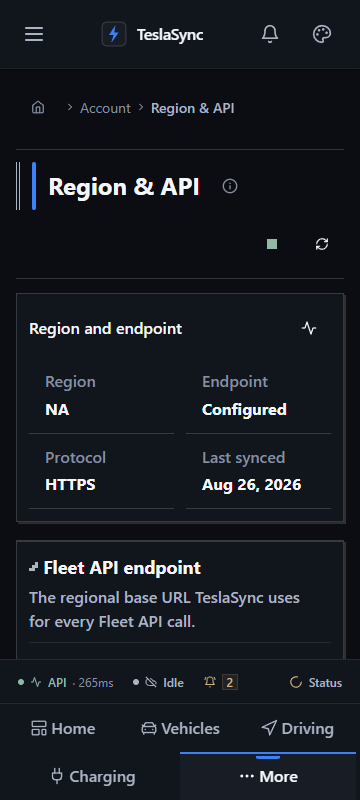 TeslaSync
Account
Region & API
Region & API
Region and endpoint
Region
Endpoint
NA
Configured
Protocol
Last synced
HTTPS
Aug 26, 2026
Fleet API endpoint
The regional base URL TeslaSync uses
for every Fleet API call.
API · 265ms
Idle
2
Status
Home
Vehicles
Driving
Charging
More